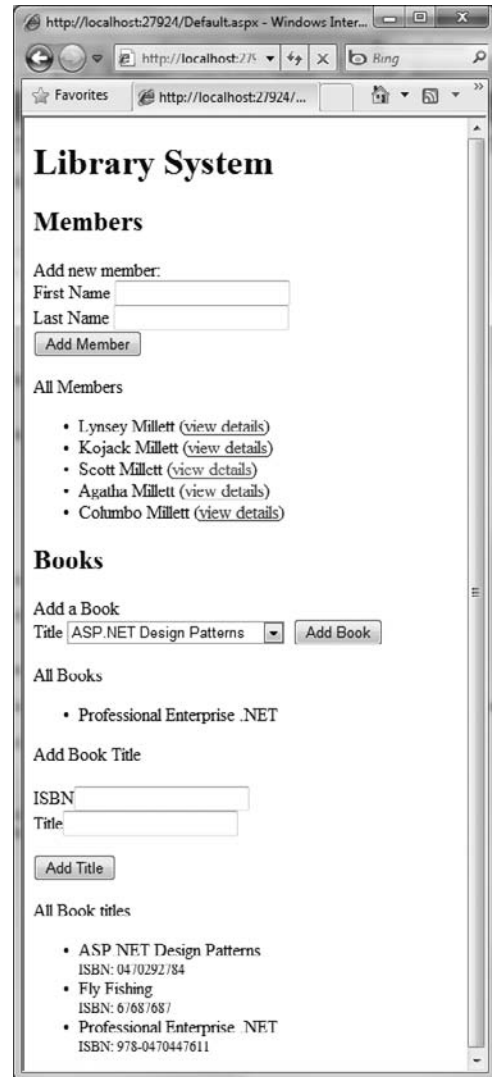 http://localhost:27924/Default.aspx - Windows Inter...
http://localhost:279
Bing
Favorites
http://localhost:27924/...
Library System
Members
Add new member:
First Name
Last Name
Add Member
All Members
• Lynsey Millett (view details)
• Kojack Millett (view details)
• Scott Millett (view details)
• Agatha Millett (view details)
• Columbo Millett (view details)
Books
Add a Book
Title ASP.NET Design Patterns Add Book
All Books
• Professional Enterprise .NET
Add Book Title
ISBN
Title
Add Title
All Book titles
• ASP.NET Design Patterns
ISBN: 0470292784
• Fly Fishing
ISBN: 67687687
• Professional Enterprise .NET
ISBN: 978-0470447611